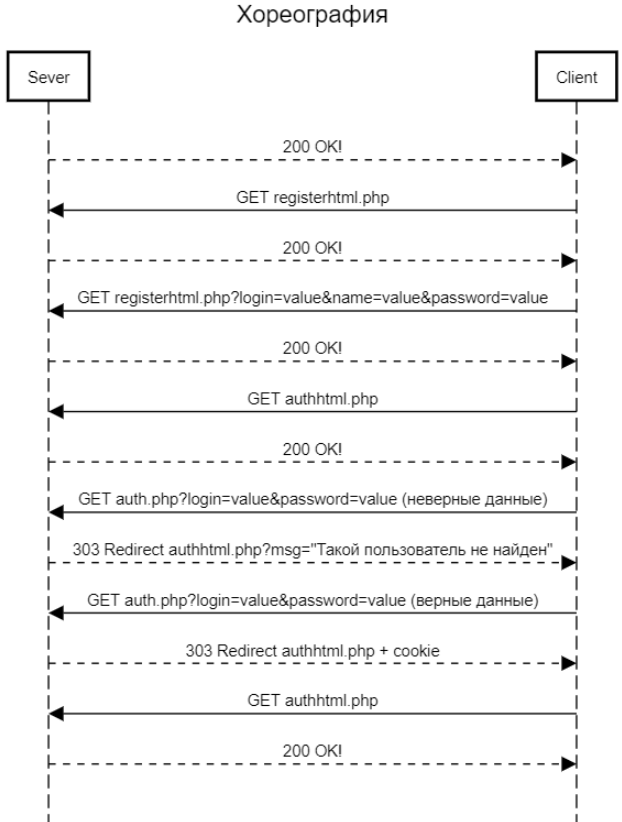 Хореография
Sever
Client
200 OK!
GET registerhtml.php
200 OK!
GET registerhtml.php?login=value&name=value&password=value
200 OK!
GET authhtml.php
200 OK!
GET auth.php?login=value&password=value (неверные данные)
303 Redirect authhtml.php?msg="Такой пользователь не найден"
GET auth.php?login=value&password=value (верные данные)
303 Redirect authhtml.php + cookie
GET authhtml.php
200 OK!